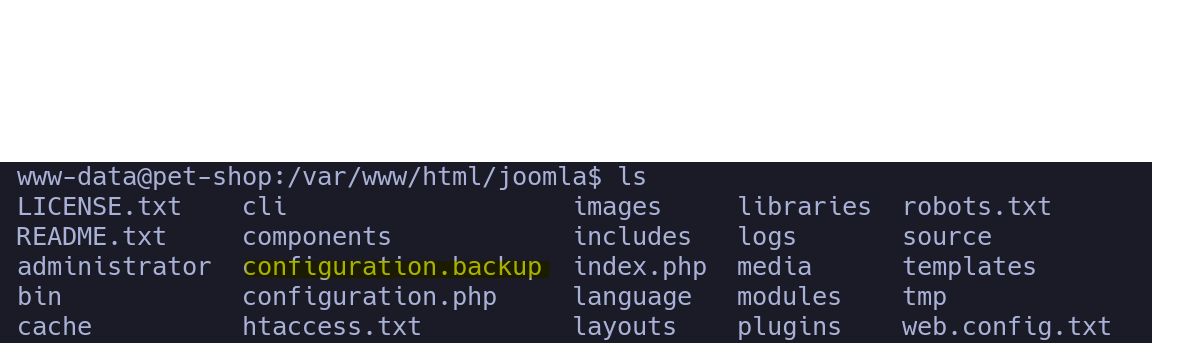 www-data@pet-shop:/var/www/html/joomla$ ls
LICENSE.txt    cli                   images     libraries  robots.txt
README.txt     components            includes   logs       source
administrator  configuration.backup  index.php  media      templates
bin            configuration.php     language   modules    tmp
cache          htaccess.txt          layouts    plugins    web.config.txt